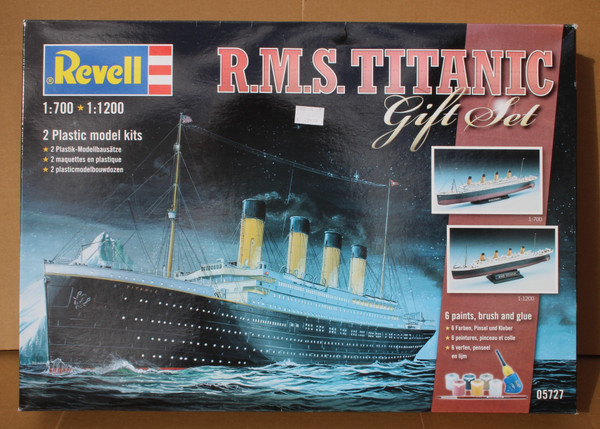 ®Revell
R.M.S. TITANIC
Gift Set
1:700 ★ 1:1200
2 Plastic model kits
★ 2 Plastik-Modellbausätze
★ 2 maquettes en plastique
★ 2 plasticmodelbouwdozen
1:700
1:1200
6 paints, brush and glue
★ 6 Farben, Pinsel und Kleber
★ 6 peintures, pinceau et colle
★ 6 verfen, penseel
en lijm
05727